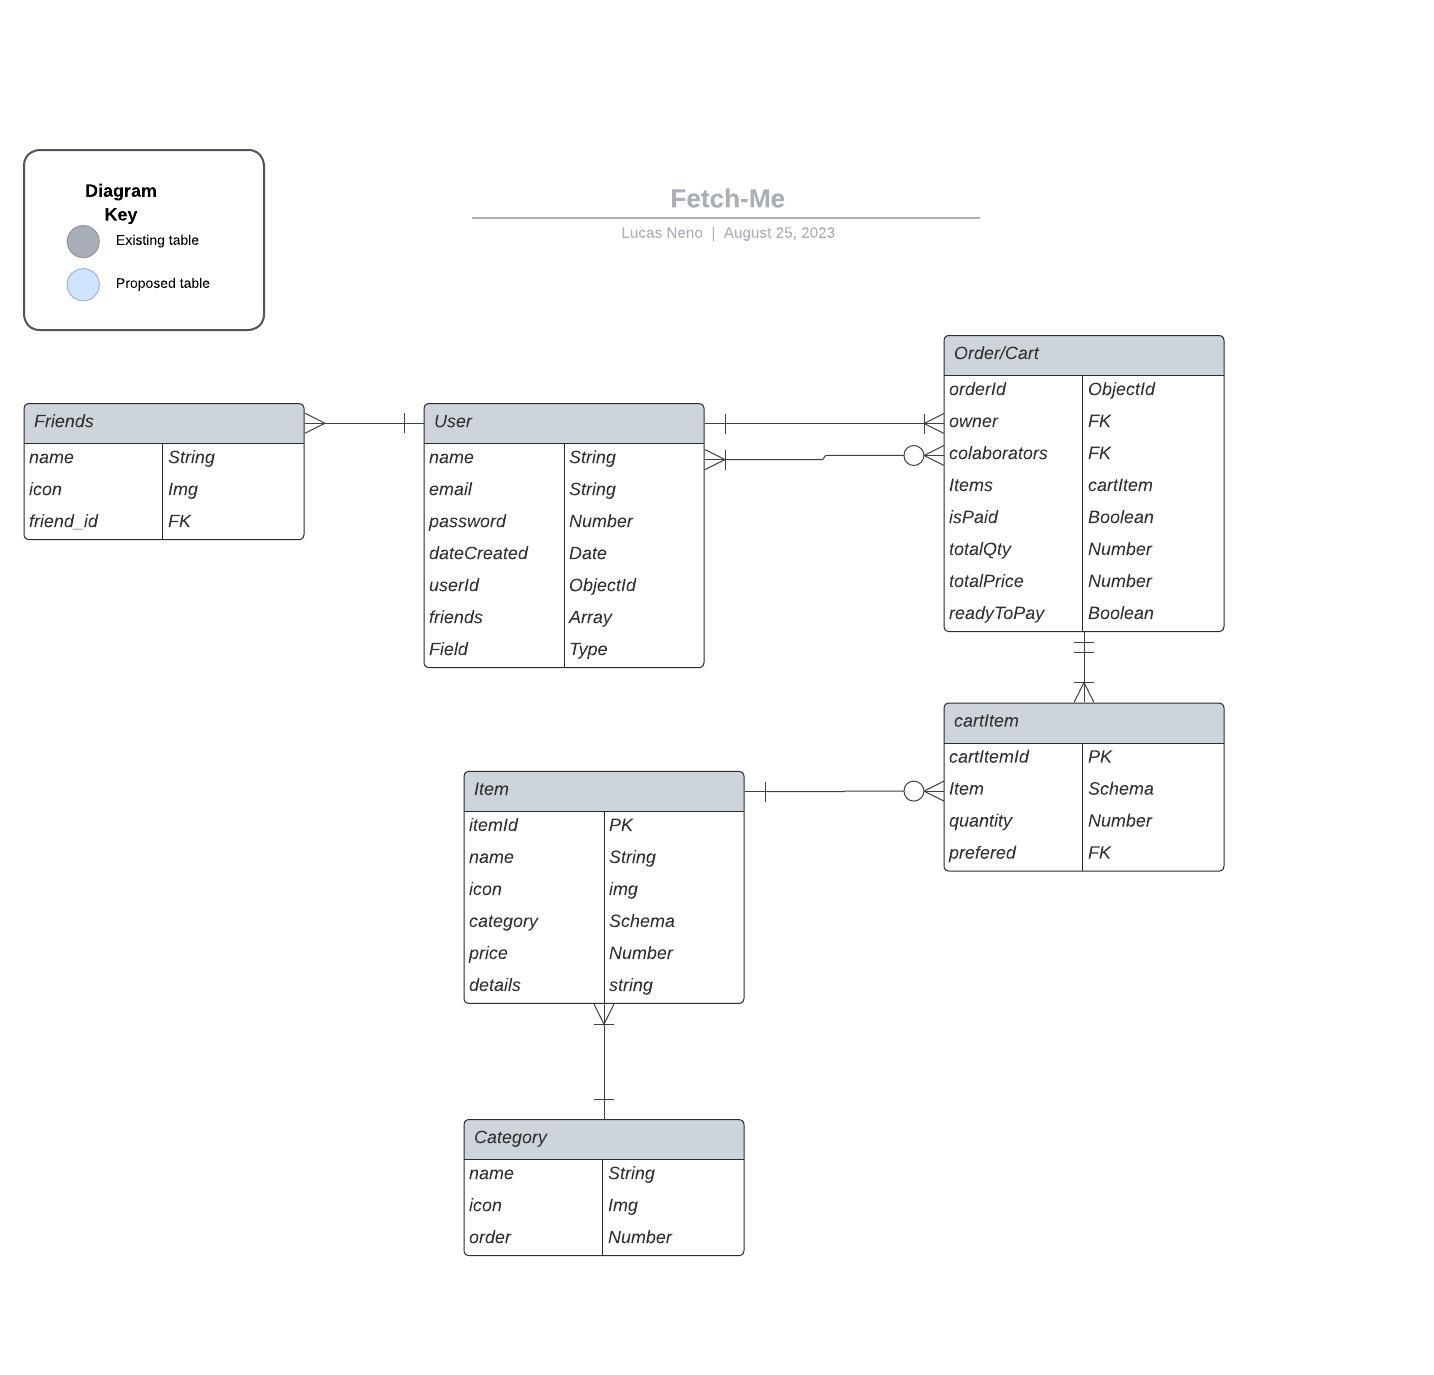 Diagram
Key
Existing table
Proposed table
Fetch-Me
Lucas Neno | August 25, 2023
Friends
name String
icon Img
friend_id FK
User
name String
email String
password Number
dateCreated Date
userId ObjectId
friends Array
Field Type
Order/Cart
orderId ObjectId
owner FK
colaborators FK
Items cartItem
isPaid Boolean
totalQty Number
totalPrice Number
readyToPay Boolean
cartItem
cartItemId PK
Item Schema
quantity Number
prefered FK
Item
itemId PK
name String
icon img
category Schema
price Number
details string
Category
name String
icon Img
order Number